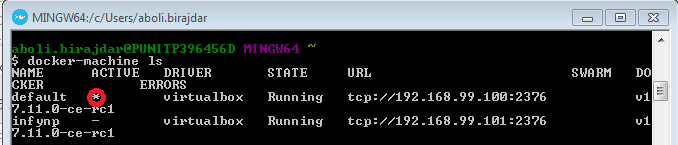 MINGW64:/c/Users/aboli.birajdar
aboli.birajdar@PUNITP396456D MINGW64 ~
$ docker-machine ls
NAME ACTIVE DRIVER STATE URL SWARM DO
CKER ERRORS
default * virtualbox Running tcp://192.168.99.100:2376 v1
7.11.0-ce-rc1
infynp - virtualbox Running tcp://192.168.99.101:2376 v1
7.11.0-ce-rc1